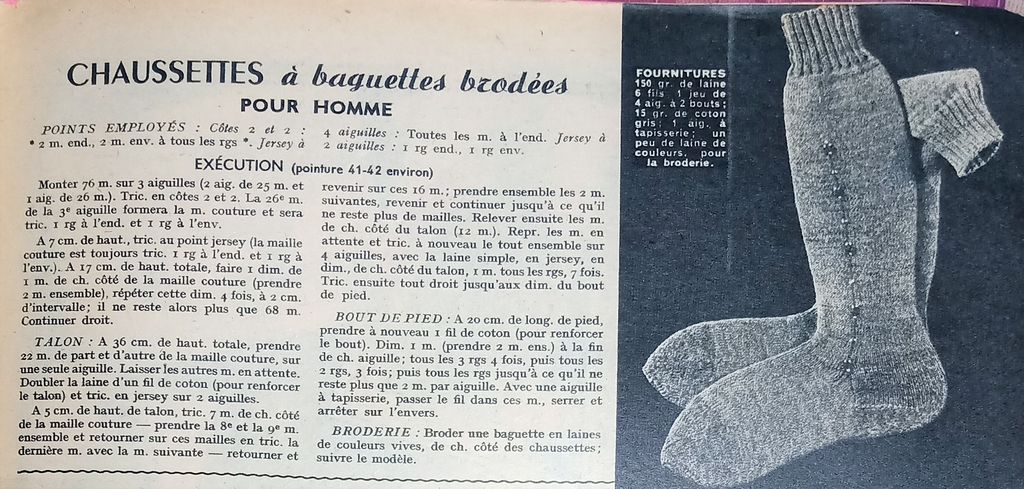 CHAUSSETTES à baguettes brodées
POUR HOMME
POINTS EMPLOYÉS : Côtes 2 et 2 :
* 2 m. end., 2 m. env. à tous les rgs *. Jersey à
4 aiguilles : Toutes les m. à l'end. Jersey à
2 aiguilles : 1 rg end., 1 rg env.
EXÉCUTION (pointure 41-42 environ)
Monter 76 m. sur 3 aiguilles (2 aig. de 25 m. et
1 aig. de 26 m.). Tric. en côtes 2 et 2. La 26e m.
de la 3e aiguille formera la m. couture et sera
tric. 1 rg à l'end. et 1 rg à l'env.
A 7 cm. de haut., tric. au point jersey (la maille
couture est toujours tric. 1 rg à l'end. et 1 rg à
l'env.). A 17 cm. de haut. totale, faire 1 dim. de
1 m. de ch. côté de la maille couture (prendre
2 m. ensemble), répéter cette dim. 4 fois, à 2 cm.
d'intervalle; il ne reste alors plus que 68 m.
Continuer droit.
TALON : A 36 cm. de haut. totale, prendre
22 m. de part et d'autre de la maille couture, sur
une seule aiguille. Laisser les autres m. en attente.
Doubler la laine d'un fil de coton (pour renforcer
le talon) et tric. en jersey sur 2 aiguilles.
A 5 cm. de haut. de talon, tric. 7 m. de ch. côté
de la maille couture — prendre la 8e et la 9e m.
ensemble et retourner sur ces mailles en tric. la
dernière m. avec la m. suivante — retourner et
revenir sur ces 16 m.; prendre ensemble les 2 m.
suivantes, revenir et continuer jusqu'à ce qu'il
ne reste plus de mailles. Relever ensuite les m.
de ch. côté du talon (12 m.). Repr. les m. en
attente et tric. à nouveau le tout ensemble sur
4 aiguilles, avec la laine simple, en jersey, en
dim., de ch. côté du talon, 1 m. tous les rgs, 7 fois.
Tric. ensuite tout droit jusqu'aux dim. du bout
de pied.
BOUT DE PIED : A 20 cm. de long. de pied,
prendre à nouveau 1 fil de coton (pour renforcer
le bout). Dim. 1 m. (prendre 2 m. ens.) à la fin
de ch. aiguille; tous les 3 rgs 4 fois, puis tous les
2 rgs, 3 fois; puis tous les rgs jusqu'à ce qu'il ne
reste plus que 2 m. par aiguille. Avec une aiguille
à tapisserie, passer le fil dans ces m., serrer et
arrêter sur l'envers.
BRODERIE : Broder une baguette en laines
de couleurs vives, de ch. côté des chaussettes;
suivre le modèle.
FOURNITURES
150 gr. de laine
6 fils 1 jeu de
4 aig. à 2 bouts;
15 gr. de coton
gris; 1 aig. à
tapisserie; un
peu de laine de
couleurs. pour
la broderie.